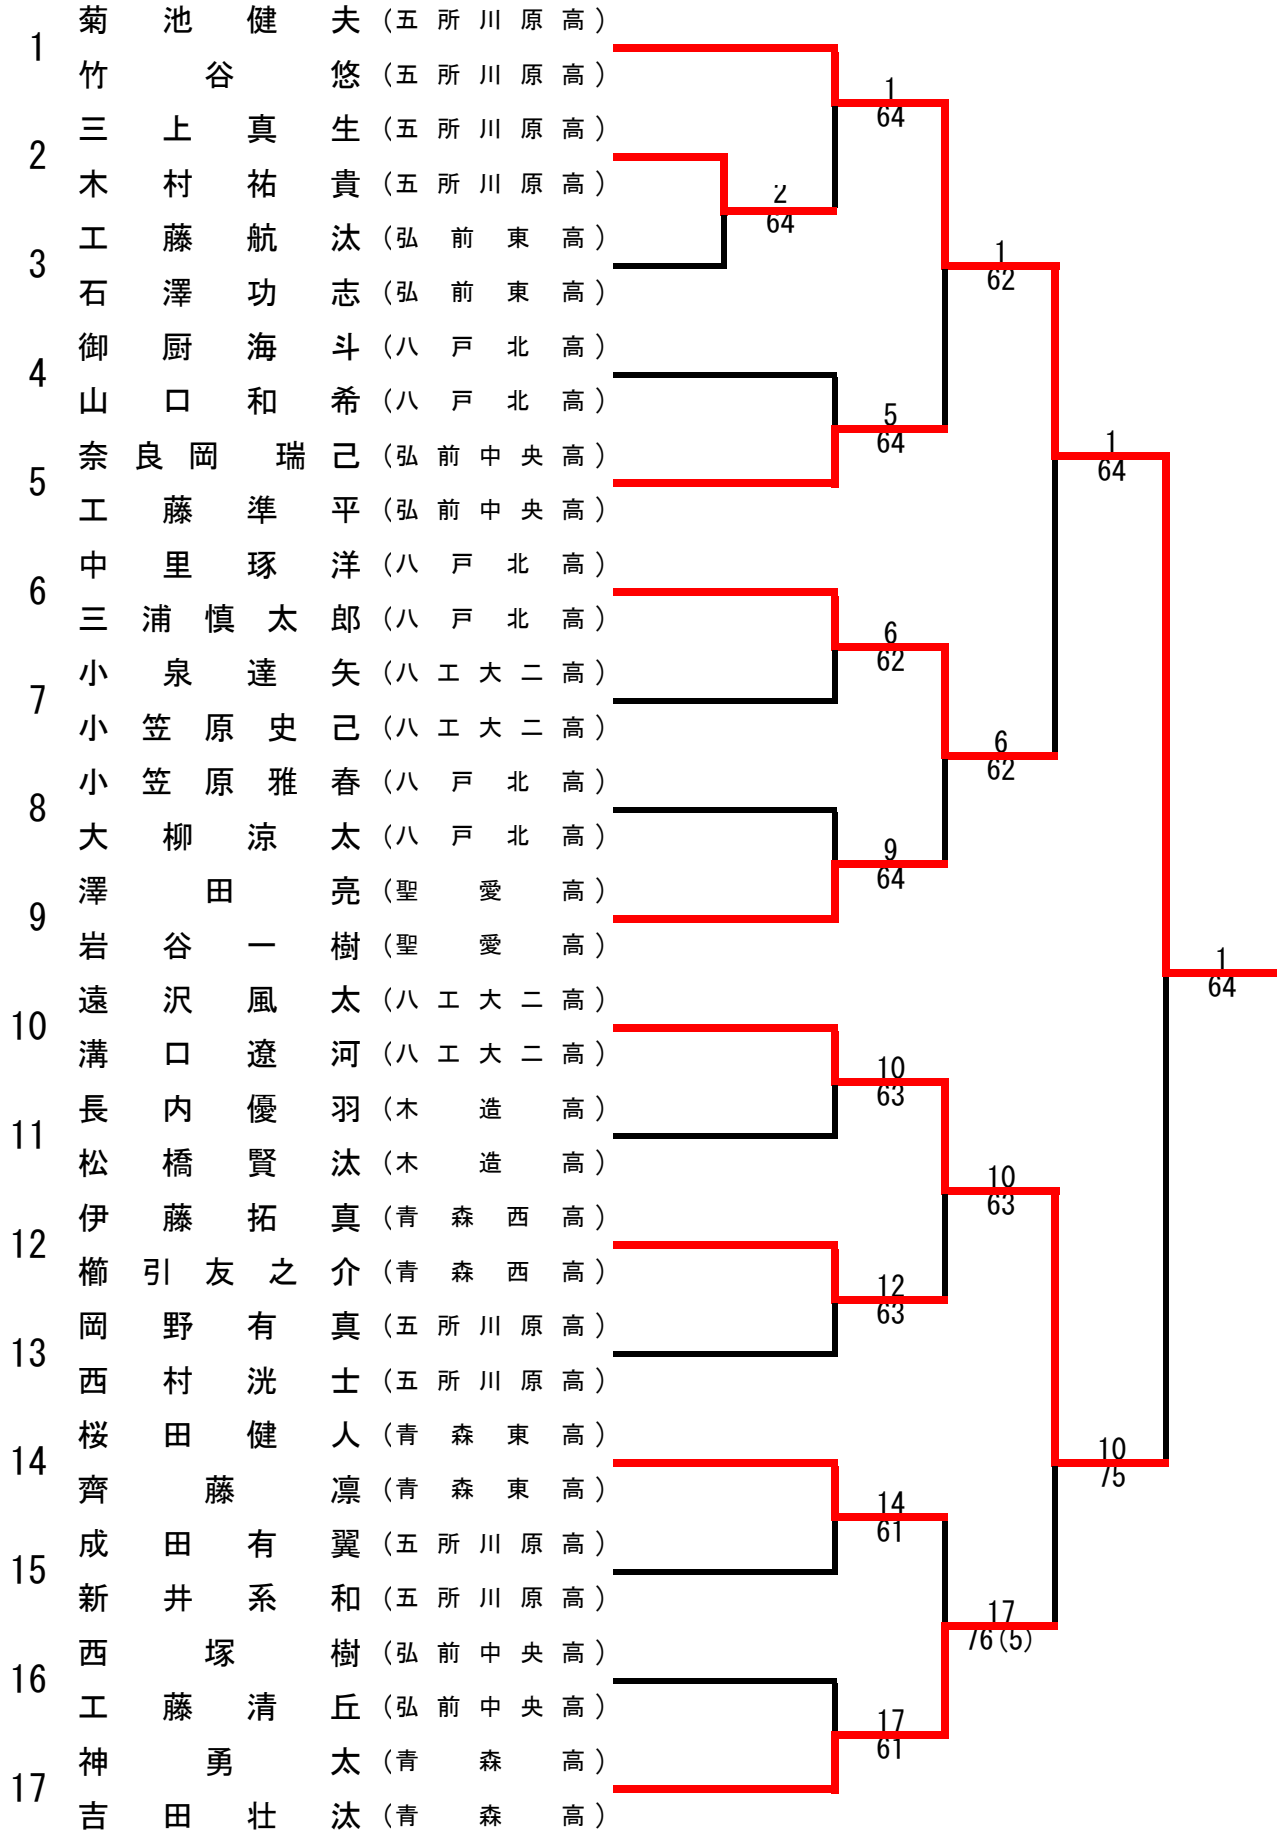 菊池健夫(五所川原高)
1
竹谷悠(五所川原高)
1
64
三上真生(五所川原高)
2
木村祐貴(五所川原高)
2
64
工藤航汰(弘前東高)
3
1
62
石澤功志(弘前東高)
御厨海斗(八戸北高)
4
山口和希(八戸北高)
5
64
奈良岡瑞己(弘前中央高)
1
64
5
工藤準平(弘前中央高)
中里琢洋(八戸北高)
6
三浦慎太郎(八戸北高)
6
62
小泉達矢(八工大二高)
7
小笠原史己(八工大二高)
6
62
小笠原雅春(八戸北高)
8
大柳涼太(八戸北高)
9
64
澤田亮(聖愛高)
9
岩谷一樹(聖愛高)
1
64
遠沢風太(八工大二高)
10
溝口遼河(八工大二高)
10
63
長内優羽(木造高)
11
松橋賢汰(木造高)
10
63
伊藤拓真(青森西高)
12
櫛引友之介(青森西高)
12
63
岡野有真(五所川原高)
13
西村洸士(五所川原高)
桜田健人(青森東高)
14
10
75
齊藤凛(青森東高)
14
61
成田有翼(五所川原高)
15
新井系和(五所川原高)
17
76(5)
西塚樹(弘前中央高)
16
工藤清丘(弘前中央高)
17
61
神勇太(青森高)
17
吉田壮汰(青森高)